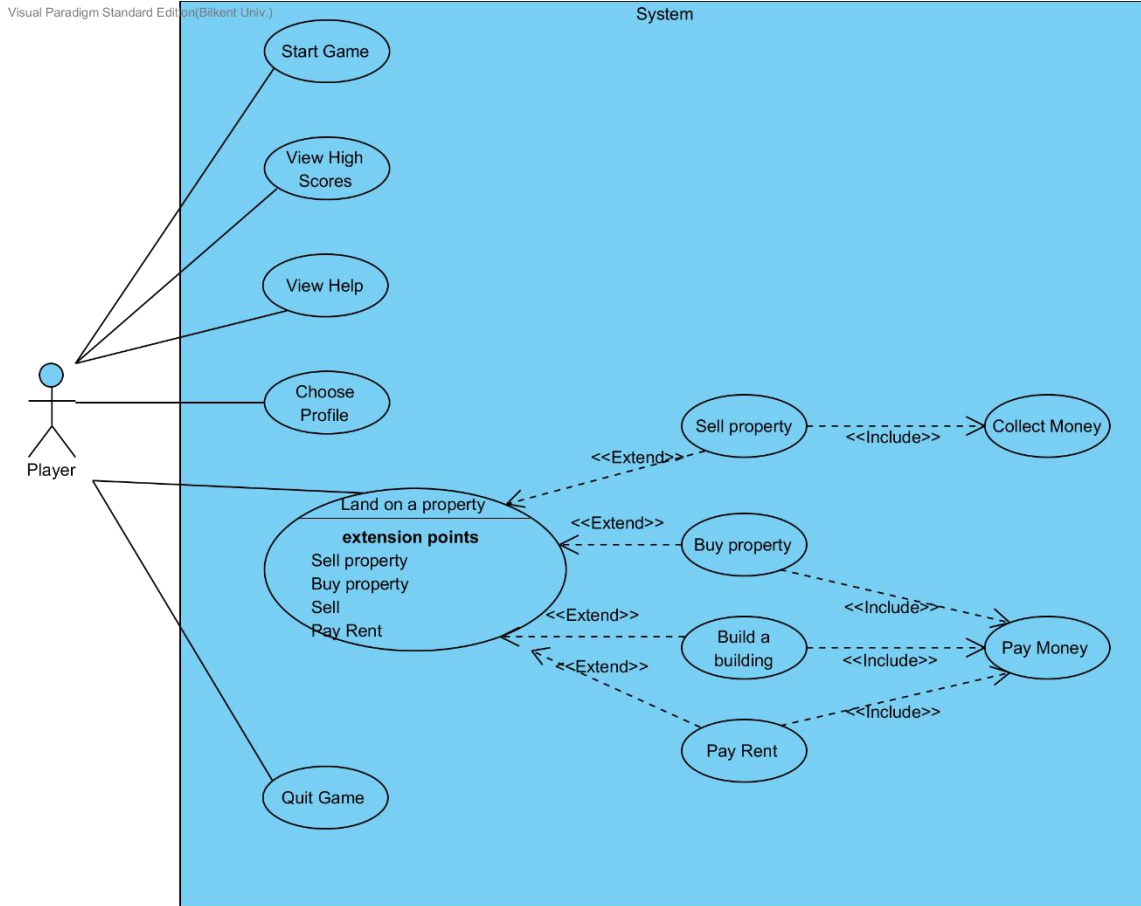 Visual Paradigm Standard Edition(Bilkent Univ.)
System
Start Game
View High
Scores
View Help
Choose
Profile
Player
Land on a property
extension points
Sell property
Buy property
Sell
Pay Rent
<<Extend>>
Sell property
<<Include>>
Collect Money
<<Extend>>
Buy property
<<Include>>
<<Extend>>
Build a
building
<<Include>>
Pay Money
<<Extend>>
Pay Rent
<<Include>>
Quit Game